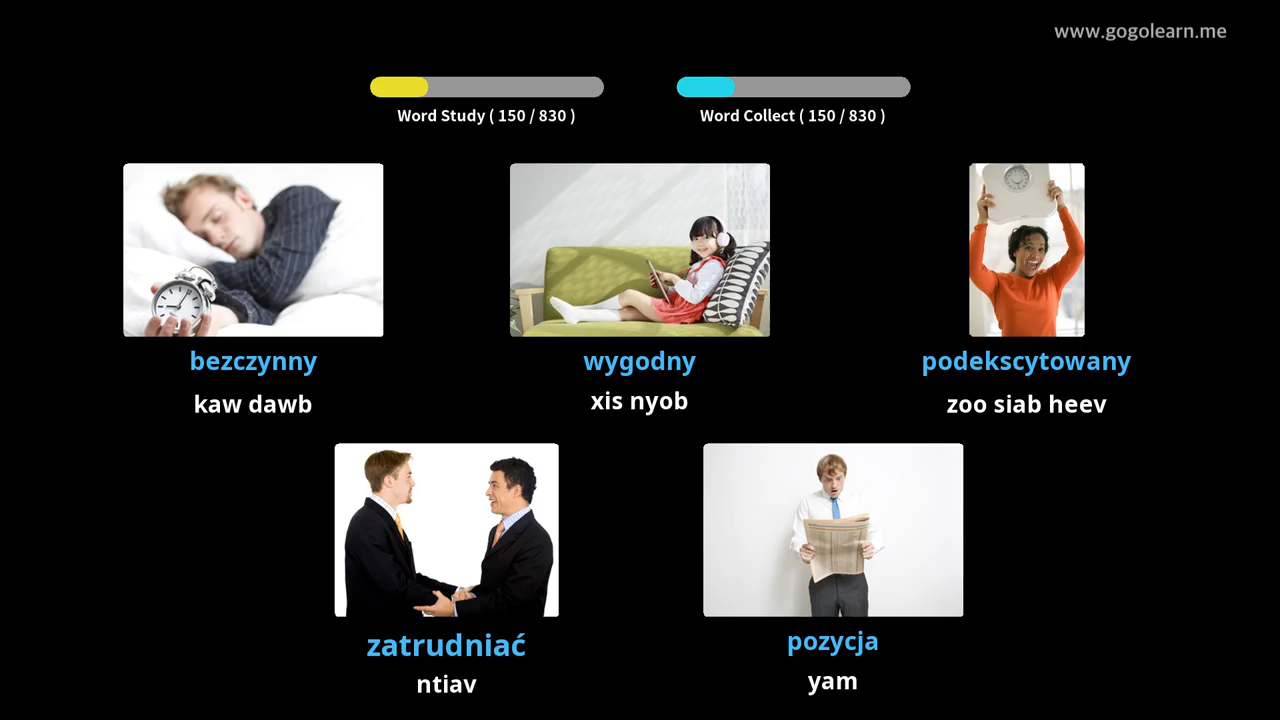 www.gogolearn.me
Word Study ( 150 / 830 )
Word Collect ( 150 / 830 )
bezczynny
wygodny
podekscytowany
kaw dawb
xis nyob
zoo siab heev
zatrudniać
pozycja
ntiav
yam